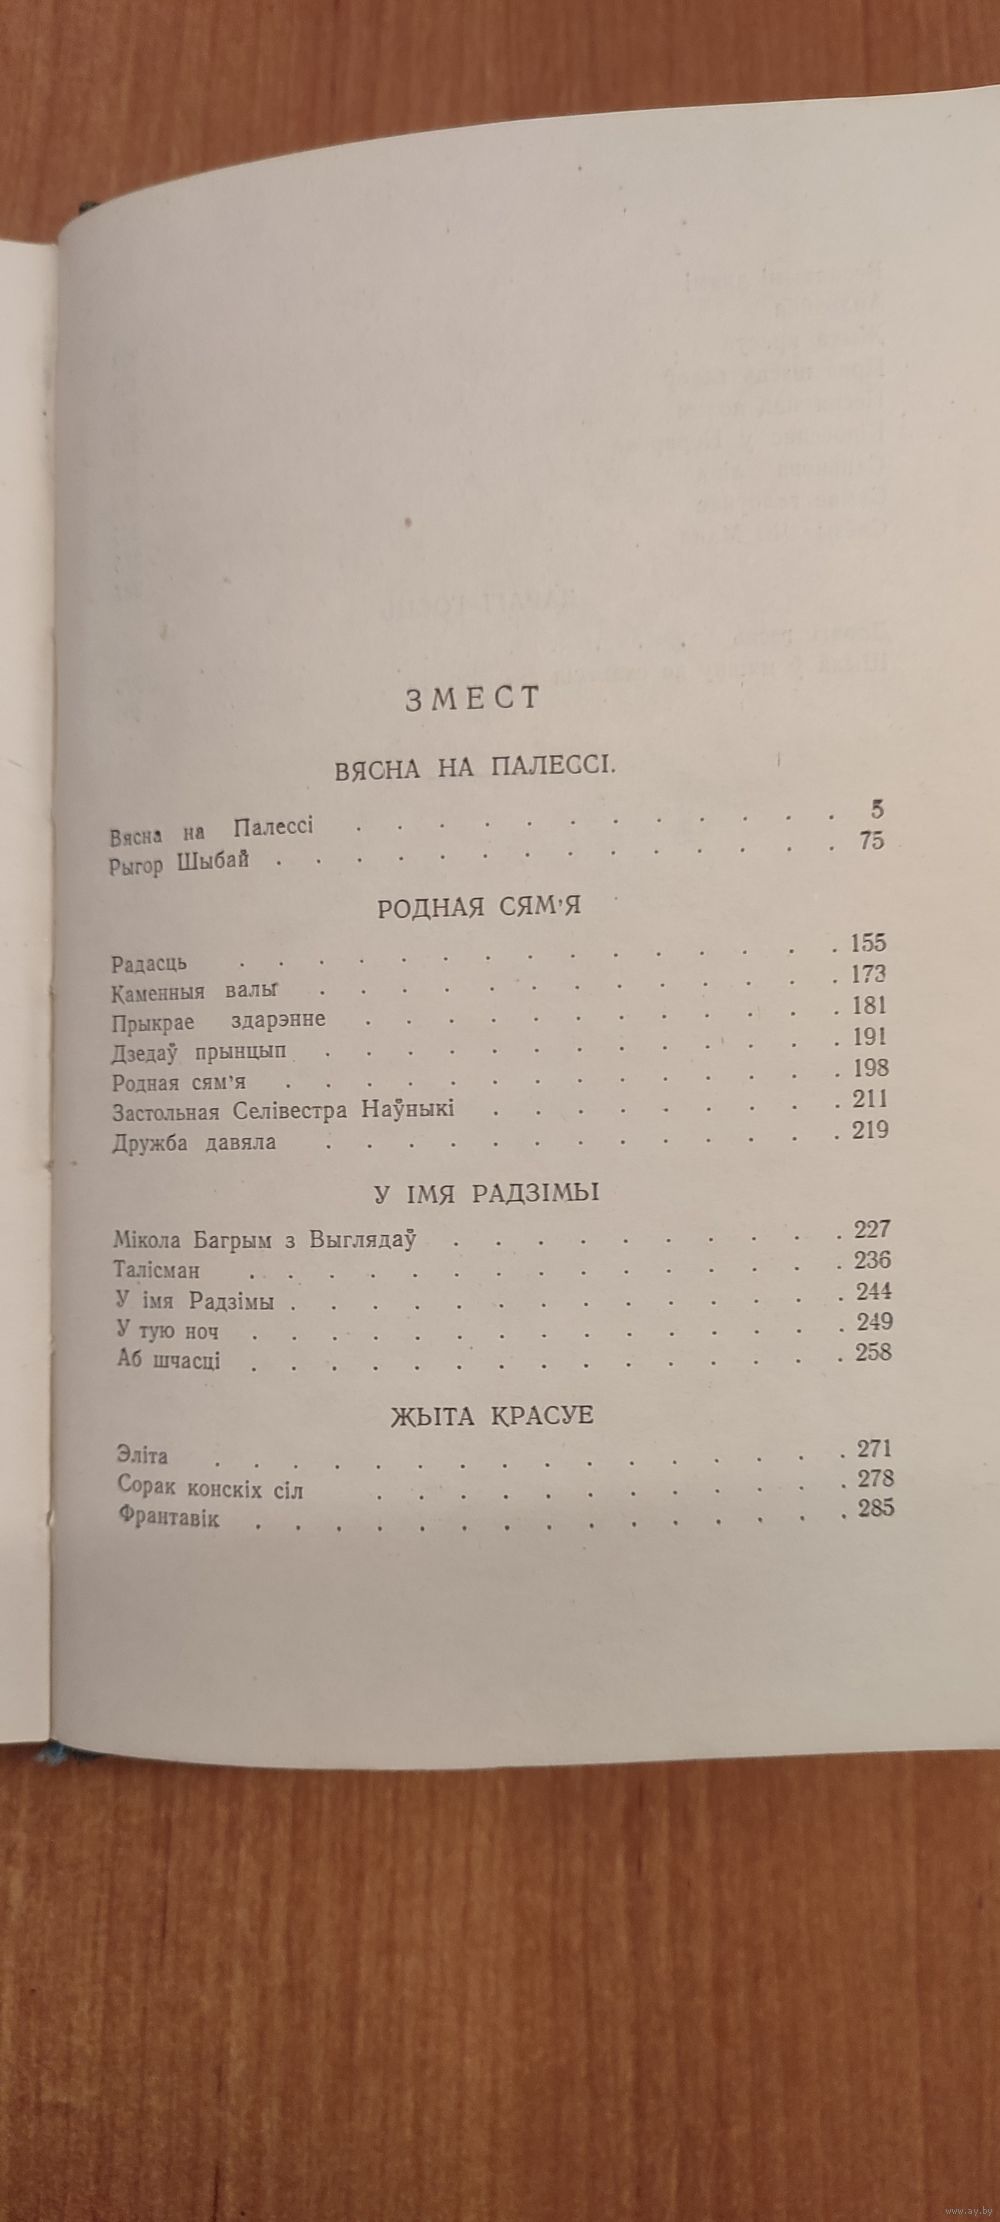 ЗМЕСТ
ВЯСНА НА ПАЛЕССІ.
Вясна на Палессі . . . . . . . . . . . . 5
Рыгор Шыбай . . . . . . . . . . . . . . 75
РОДНАЯ СЯМ'Я
Радасць . . . . . . . . . . . . . . . 155
Каменныя валы . . . . . . . . . . . . . 173
Прыкрае здарэнне . . . . . . . . . . . . 181
Дзедаў прынцып . . . . . . . . . . . . . 191
Родная сям'я . . . . . . . . . . . . . . 198
Застольная Селівестра Наўныкі . . . . . . . . . 211
Дружба давяла . . . . . . . . . . . . . 219
У ІМЯ РАДЗІМЫ
Мікола Багрым з Выглядаў . . . . . . . . . . 227
Талісман . . . . . . . . . . . . . . . 236
У імя Радзімы . . . . . . . . . . . . . . 244
У тую ноч . . . . . . . . . . . . . . . 249
Аб шчасці . . . . . . . . . . . . . . . 258
ЖЫТА КРАСУЕ
Эліта . . . . . . . . . . . . . . . . 271
Сорак конскіх сіл . . . . . . . . . . . . 278
Франтавік . . . . . . . . . . . . . . . 285
www.ay.by